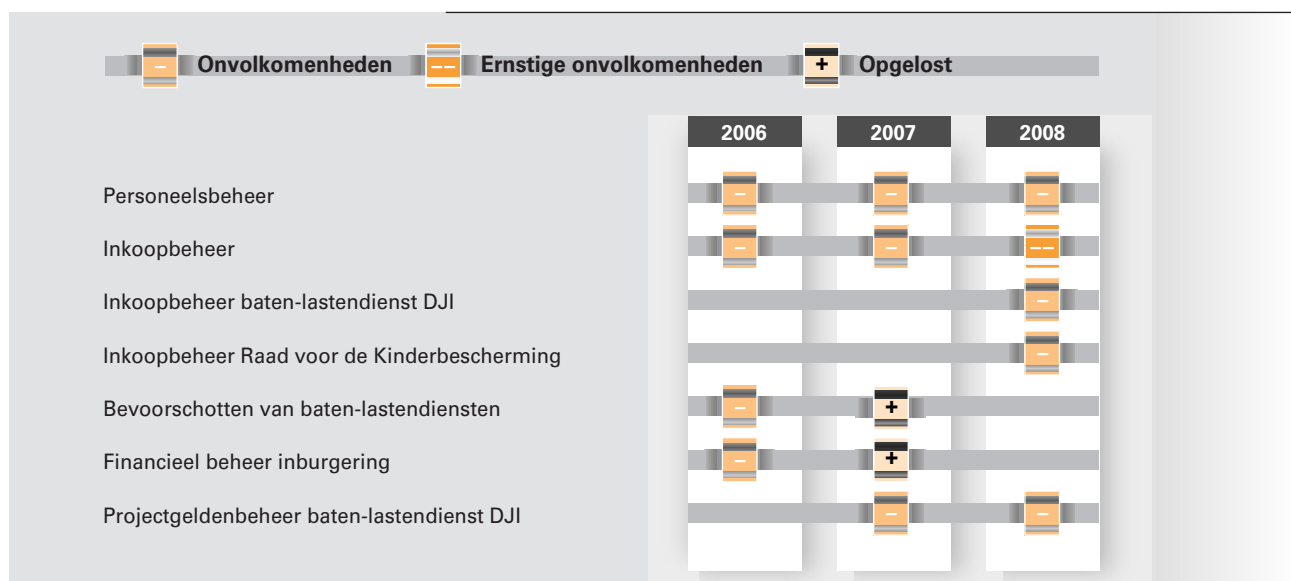 – Onvolkomenheden –– Ernstige onvolkomenheden + Opgelost
2006 2007 2008
Personeelsbeheer – – –
Inkoopbeheer – – ––
Inkoopbeheer baten-lastendienst DJI –
Inkoopbeheer Raad voor de Kinderbescherming –
Bevoorschotten van baten-lastendiensten – +
Financieel beheer inburgering – +
Projectgeldenbeheer baten-lastendienst DJI – –